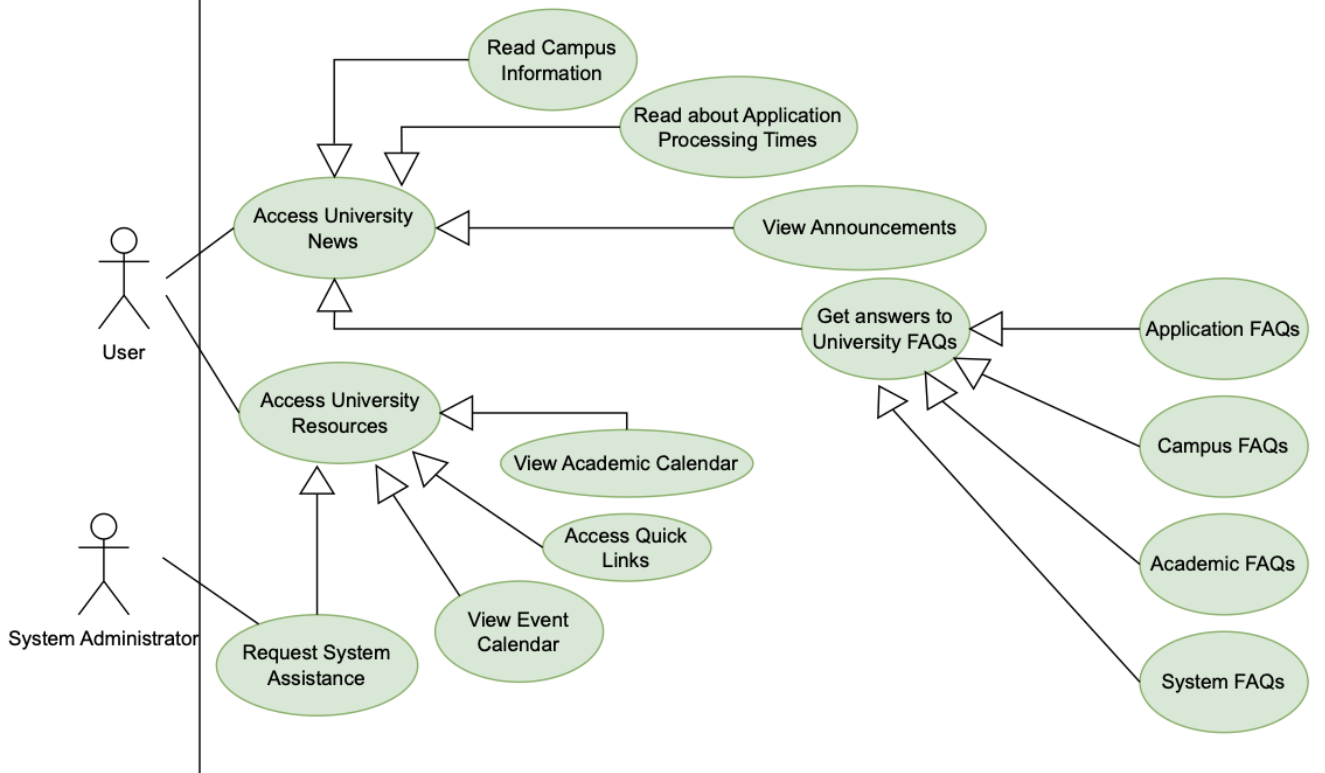 Read Campus
Information
Read about Application
Processing Times
Access University
News
View Announcements
User
Get answers to
University FAQs
Application FAQs
Access University
Resources
View Academic Calendar
Campus FAQs
Access Quick
Links
Academic FAQs
System Administrator
Request System
Assistance
View Event
Calendar
System FAQs